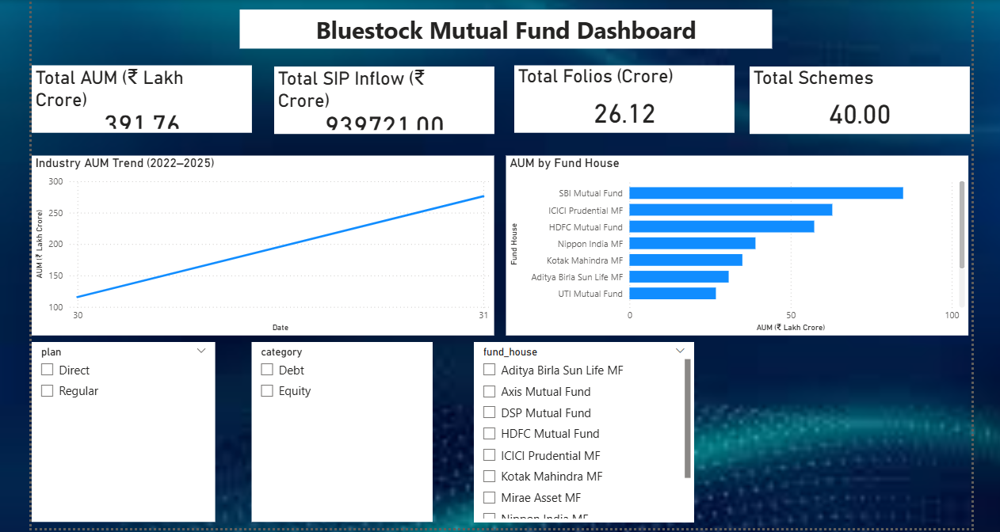 Bluestock Mutual Fund Dashboard
Total AUM (₹ Lakh
Crore)
391.76
Total SIP Inflow (₹
Crore)
939721.00
Total Folios (Crore)
26.12
Total Schemes
40.00
Industry AUM Trend (2022–2025)
AUM (₹ Lakh Crore)
300
250
200
150
100
30
31
Date
AUM by Fund House
Fund House
SBI Mutual Fund
ICICI Prudential MF
HDFC Mutual Fund
Nippon India MF
Kotak Mahindra MF
Aditya Birla Sun Life MF
UTI Mutual Fund
0
50
100
AUM (₹ Lakh Crore)
plan
Direct
Regular
category
Debt
Equity
fund_house
Aditya Birla Sun Life MF
Axis Mutual Fund
DSP Mutual Fund
HDFC Mutual Fund
ICICI Prudential MF
Kotak Mahindra MF
Mirae Asset MF
Nippon India MF